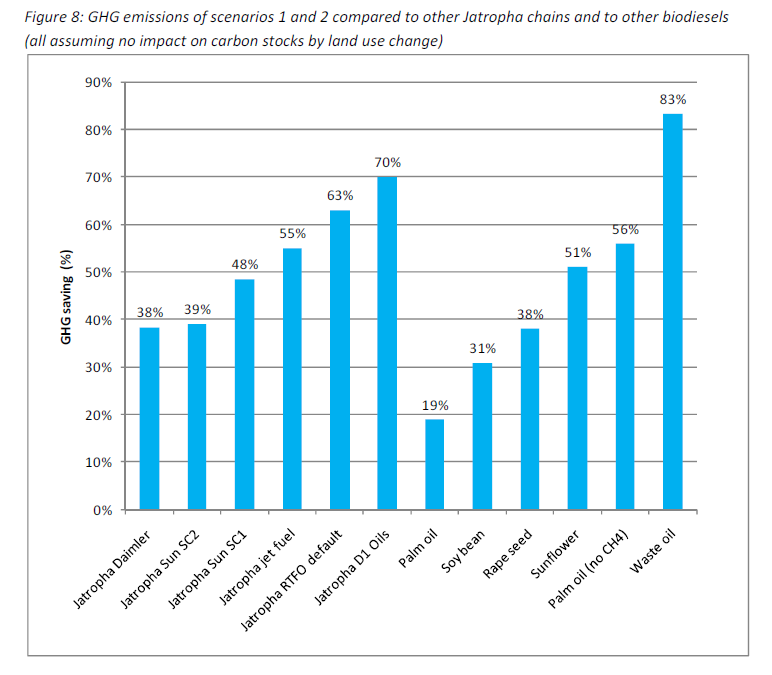 Figure 8: GHG emissions of scenarios 1 and 2 compared to other Jatropha chains and to other biodiesels
(all assuming no impact on carbon stocks by land use change)
90%
80%
70%
60%
50%
40%
30%
20%
10%
0%
GHG saving (%)
38%
39%
48%
55%
63%
70%
19%
31%
38%
51%
56%
83%
Jatropha Daimler
Jatropha Sun SC2
Jatropha Sun SC1
Jatropha jet fuel
Jatropha RTFO default
Jatropha D1 Oils
Palm oil
Soy bean
Rape seed
Sunflower
Palm oil (no CH4)
Waste oil